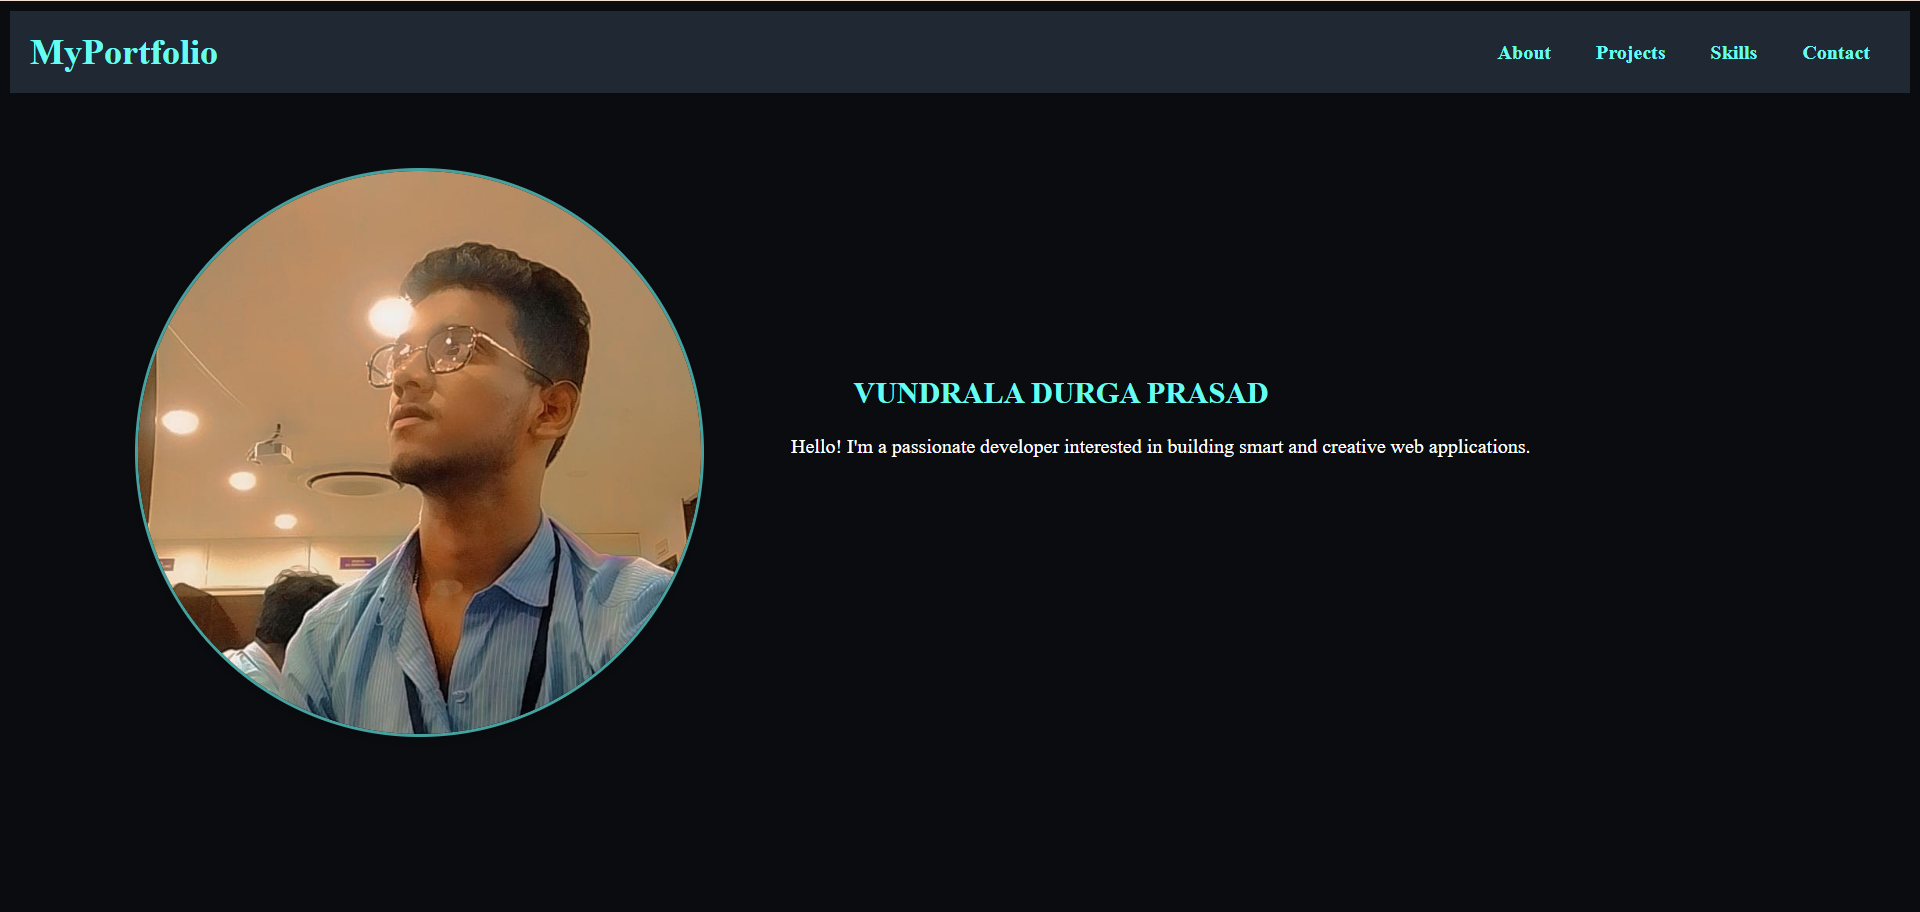 MyPortfolio
About Projects Skills Contact
VUNDRALA DURGA PRASAD
Hello! I'm a passionate developer interested in building smart and creative web applications.